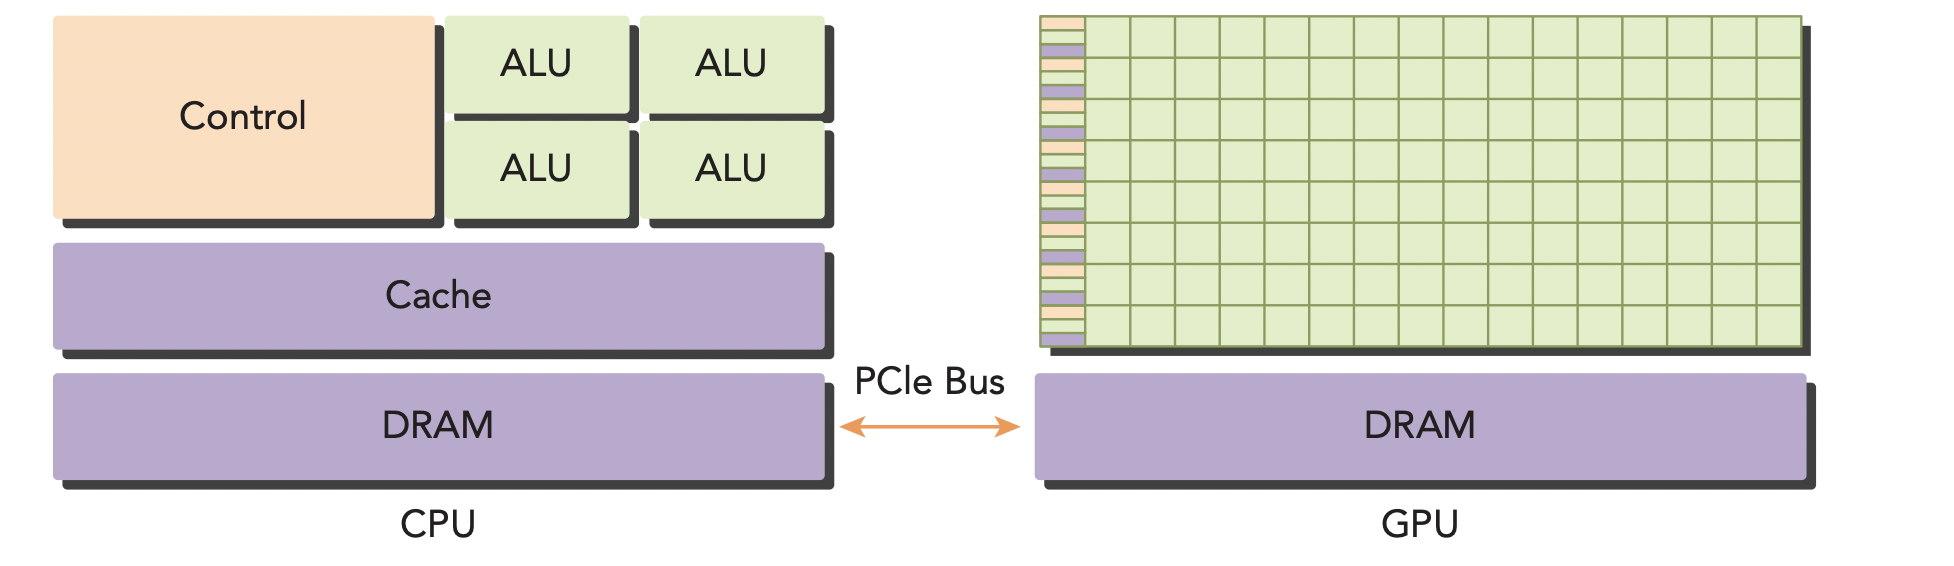 Control
ALU
ALU
ALU
ALU
Cache
DRAM
CPU
PCIe Bus
DRAM
GPU